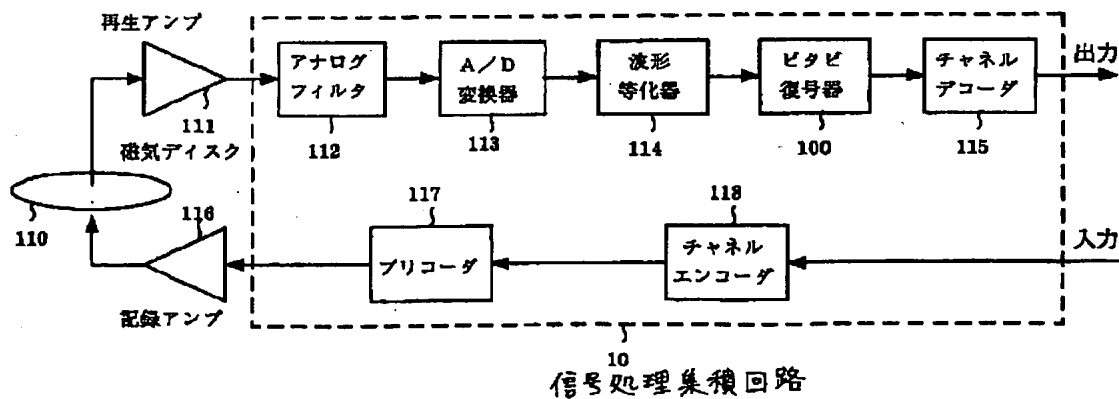 再生アンプ
111
アナログ
フィルタ
112
A/D
変換器
113
波形
等化器
114
ビタビ
復号器
100
チャネル
デコーダ
115
出力
磁気ディスク
110
116
記録アンプ
117
プリコーダ
118
チャネル
エンコーダ
入力
10
信号処理集積回路